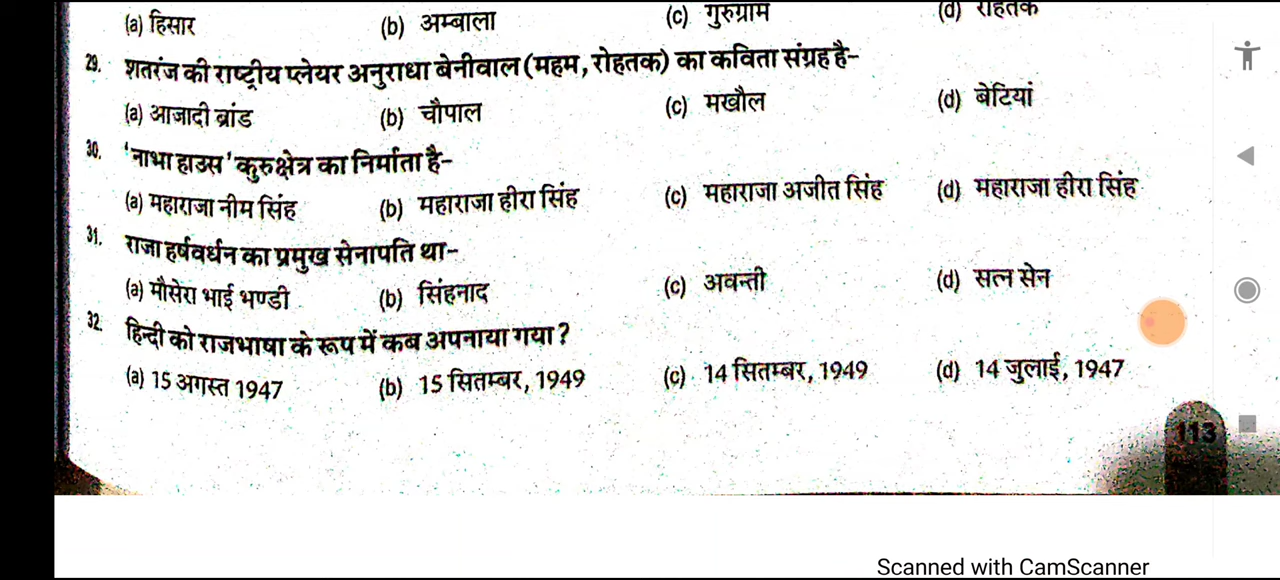 (a) हिसार (b) अम्बाला (c) गुरुग्राम (d) रोहतक
29. शतरंज की राष्ट्रीय प्लेयर अनुराधा बेनीवाल (महम, रोहतक) का कविता संग्रह है-
(a) आजादी ब्रांड (b) चौपाल (c) मखौल (d) बेटियां
30. 'नाभा हाउस' कुरुक्षेत्र का निर्माता है-
(a) महाराजा नीम सिंह (b) महाराजा हीरा सिंह (c) महाराजा अजीत सिंह (d) महाराजा हीरा सिंह
31. राजा हर्षवर्धन का प्रमुख सेनापति था-
(a) मौसेरा भाई भण्डी (b) सिंहनाद (c) अवन्ती (d) सत्न सेन
32. हिन्दी को राजभाषा के रूप में कब अपनाया गया?
(a) 15 अगस्त 1947 (b) 15 सितम्बर, 1949 (c) 14 सितम्बर, 1949 (d) 14 जुलाई, 1947
113
Scanned with CamScanner